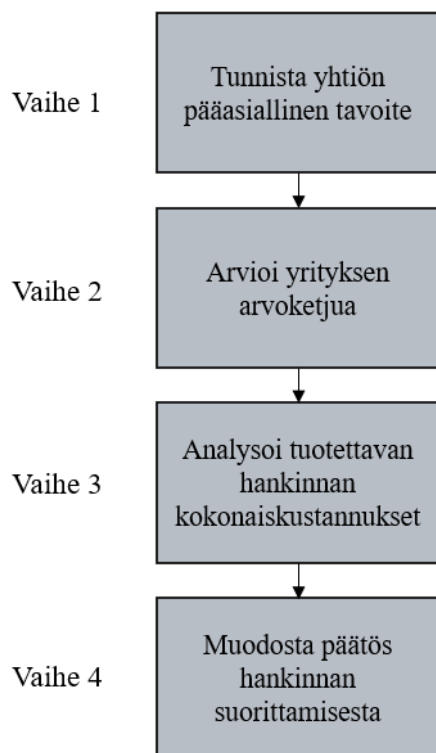 Vaihe 1
Tunnista yhtiön
pääasiallinen tavoite
Vaihe 2
Arvioi yrityksen
arvoketjua
Vaihe 3
Analysoi tuotettavan
hankinnan
kokonaiskustannukset
Vaihe 4
Muodosta päätös
hankinnan
suorittamisesta